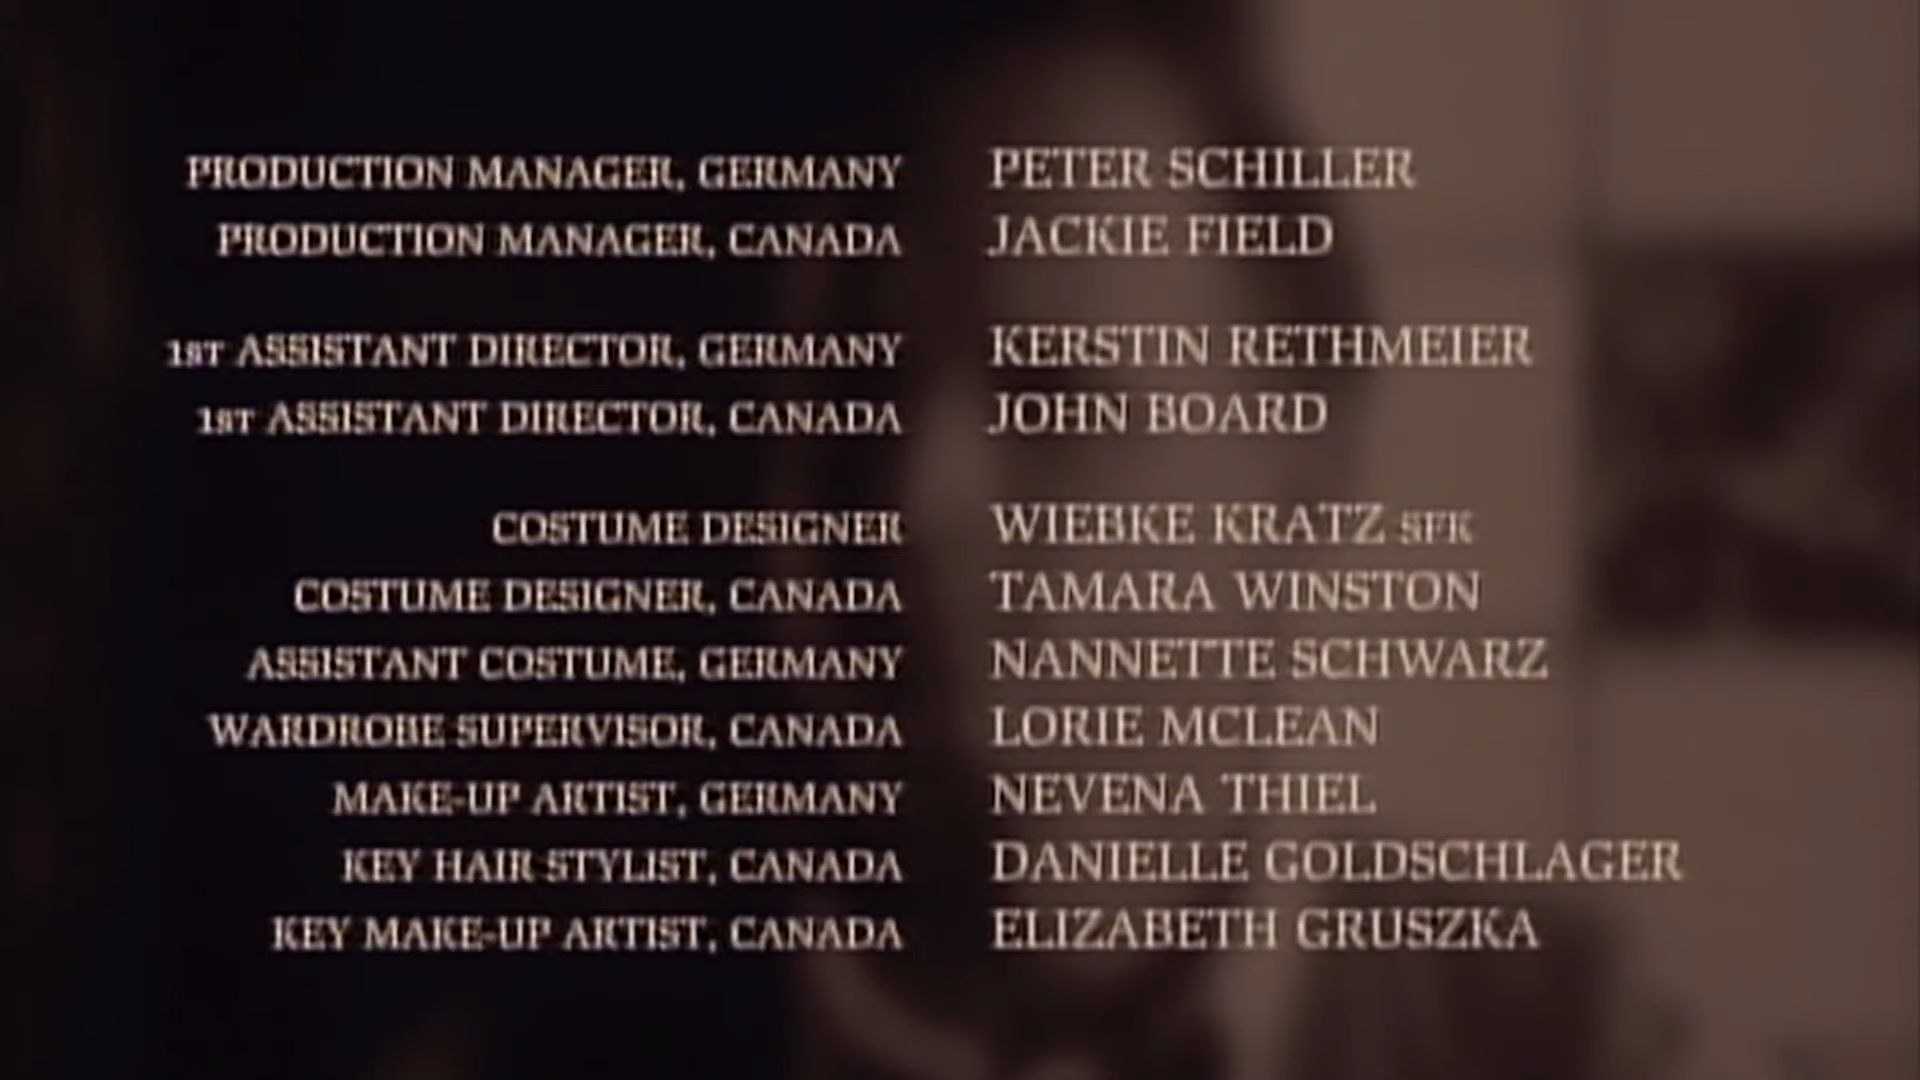 PRODUCTION MANAGER, GERMANY PETER SCHILLER
PRODUCTION MANAGER, CANADA JACKIE FIELD
1ST ASSISTANT DIRECTOR, GERMANY KERSTIN RETHMEIER
1ST ASSISTANT DIRECTOR, CANADA JOHN BOARD
COSTUME DESIGNER WIEBKE KRATZ SFK
COSTUME DESIGNER, CANADA TAMARA WINSTON
ASSISTANT COSTUME, GERMANY NANNETTE SCHWARZ
WARDROBE SUPERVISOR, CANADA LORIE MCLEAN
MAKE-UP ARTIST, GERMANY NEVENA THIEL
KEY HAIR STYLIST, CANADA DANIELLE GOLDSCHLAGER
KEY MAKE-UP ARTIST, CANADA ELIZABETH GRUSZKA